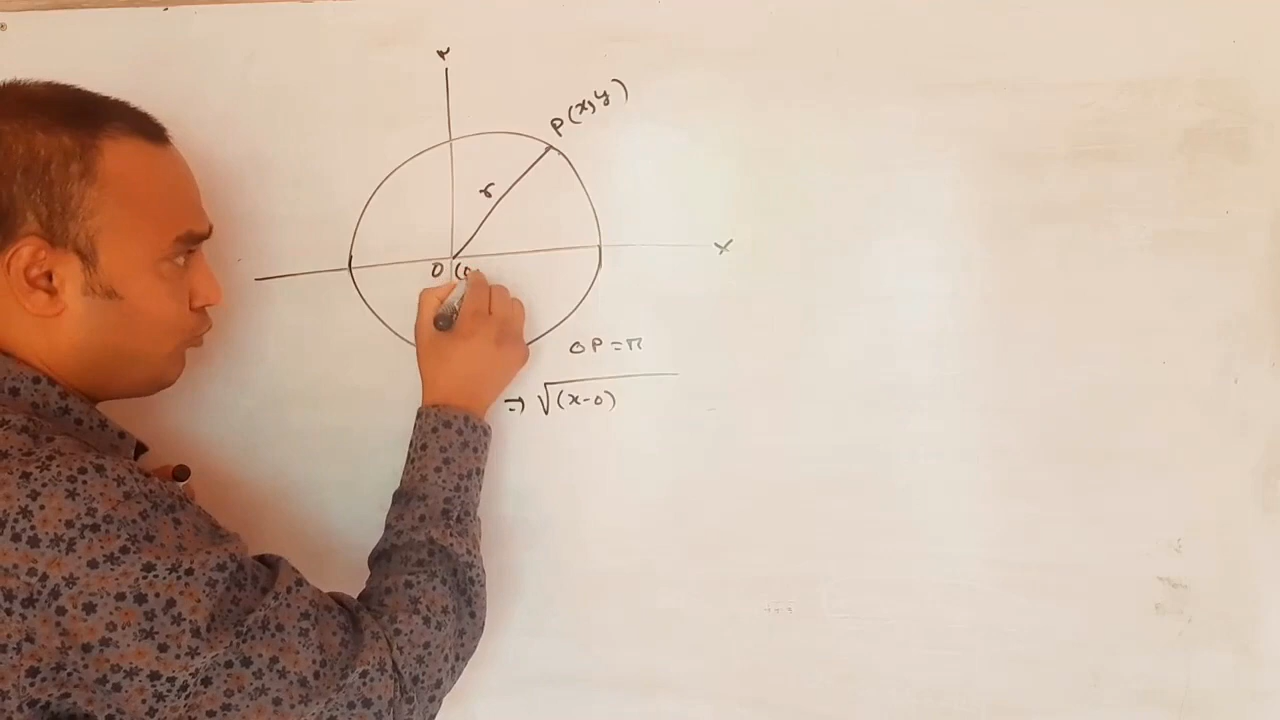 Y
P(x,y)
r
X
O (0
OP = r
⇒ √(x-0)